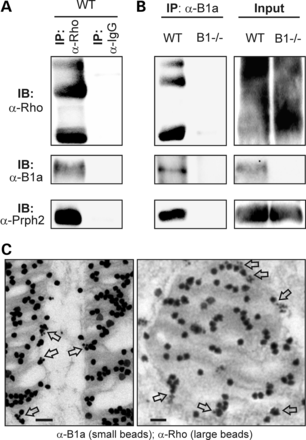 A
WT
IP:
α-Rho
IP:
α-IgG
B
IP: α-B1a
Input
WT
B1-/-
WT
B1-/-
IB:
α-Rho
IB:
α-B1a
IB:
α-Prph2
C
α-B1a (small beads); α-Rho (large beads)